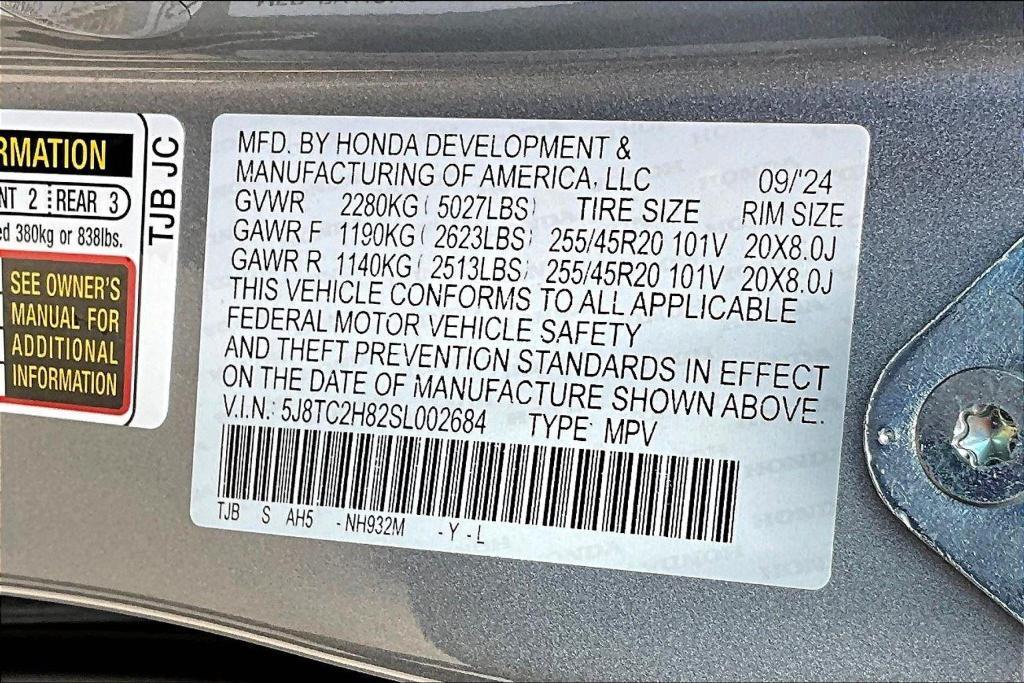 RMATION
NT 2 REAR 3
ed 380kg or 838lbs.
SEE OWNER'S
MANUAL FOR
ADDITIONAL
INFORMATION
TJB JC
MFD. BY HONDA DEVELOPMENT &
MANUFACTURING OF AMERICA, LLC 09/'24
GVWR 2280KG ( 5027LBS) TIRE SIZE RIM SIZE
GAWR F 1190KG ( 2623LBS) 255/45R20 101V 20X8.0J
GAWR R 1140KG ( 2513LBS) 255/45R20 101V 20X8.0J
THIS VEHICLE CONFORMS TO ALL APPLICABLE
FEDERAL MOTOR VEHICLE SAFETY
AND THEFT PREVENTION STANDARDS IN EFFECT
ON THE DATE OF MANUFACTURE SHOWN ABOVE.
V.I.N.: 5J8TC2H82SL002684 TYPE: MPV
TJB S AH5 - NH932M - Y - L